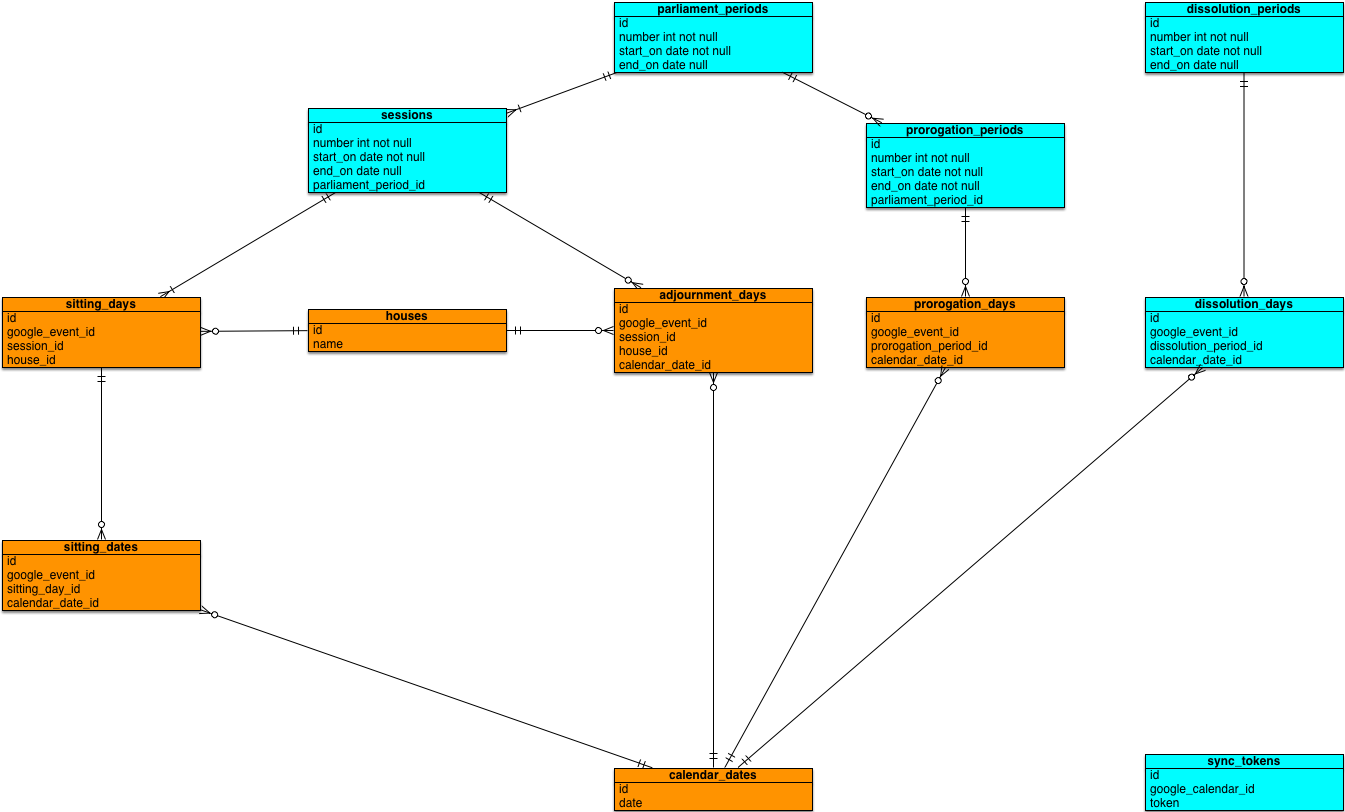 parliament_periods
id
number int not null
start_on date not null
end_on date null
dissolution_periods
id
number int not null
start_on date not null
end_on date null
sessions
id
number int not null
start_on date not null
end_on date null
parliament_period_id
prorogation_periods
id
number int not null
start_on date not null
end_on date not null
parliament_period_id
sitting_days
id
google_event_id
session_id
house_id
houses
id
name
adjournment_days
id
google_event_id
session_id
house_id
calendar_date_id
prorogation_days
id
google_event_id
prorogation_period_id
calendar_date_id
dissolution_days
id
google_event_id
dissolution_period_id
calendar_date_id
sitting_dates
id
google_event_id
sitting_day_id
calendar_date_id
calendar_dates
id
date
sync_tokens
id
google_calendar_id
token